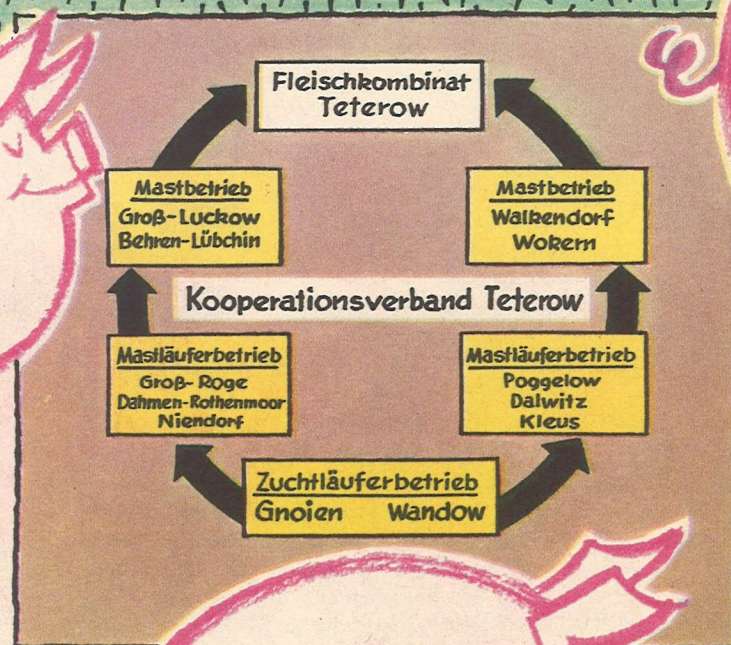 Fleischkombinat
Teterow
Mastbetrieb
Groß-Luckow
Behren-Lübchin
Mastbetrieb
Walkendorf
Wokern
Kooperationsverband Teterow
Mastläuferbetrieb
Groß-Roge
Dahmen-Rothenmoor
Niendorf
Mastläuferbetrieb
Poggelow
Dalwitz
Kleus
Zuchtläuferbetrieb
Gnoien Wandow